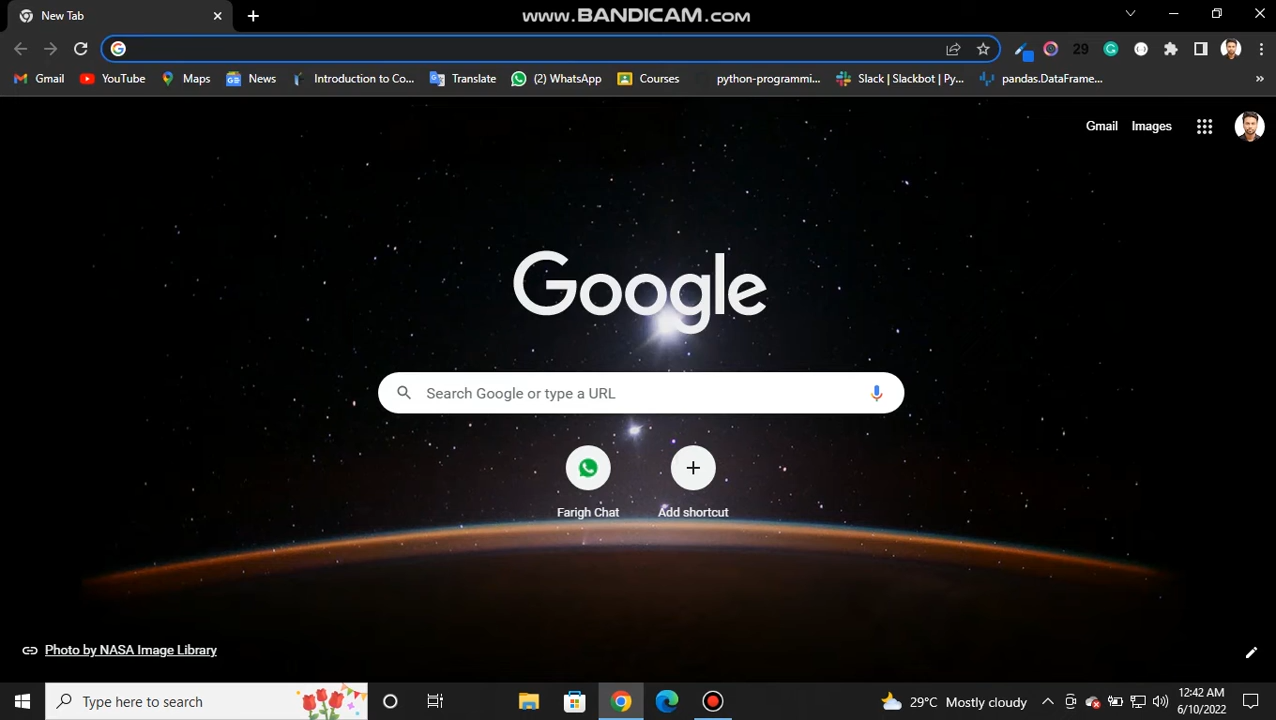 New Tab
www.BANDICAM.com
29
Gmail
YouTube
Maps
News
Introduction to Co...
Translate
(2) WhatsApp
Courses
python-programmi...
Slack | Slackbot | Py...
pandas.DataFrame...
»
Gmail
Images
Google
Search Google or type a URL
Farigh Chat
Add shortcut
Photo by NASA Image Library
Type here to search
29°C Mostly cloudy
12:42 AM
6/10/2022